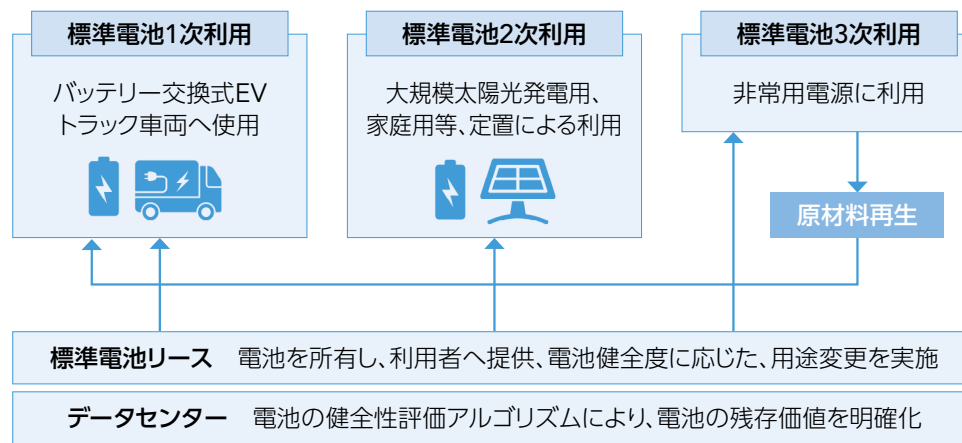 標準電池1次利用
バッテリー交換式EV
トラック車両へ使用
標準電池2次利用
大規模太陽光発電用、
家庭用等、定置による利用
標準電池3次利用
非常用電源に利用
原材料再生
標準電池リース　電池を所有し、利用者へ提供、電池健全度に応じた、用途変更を実施
データセンター　電池の健全性評価アルゴリズムにより、電池の残存価値を明確化